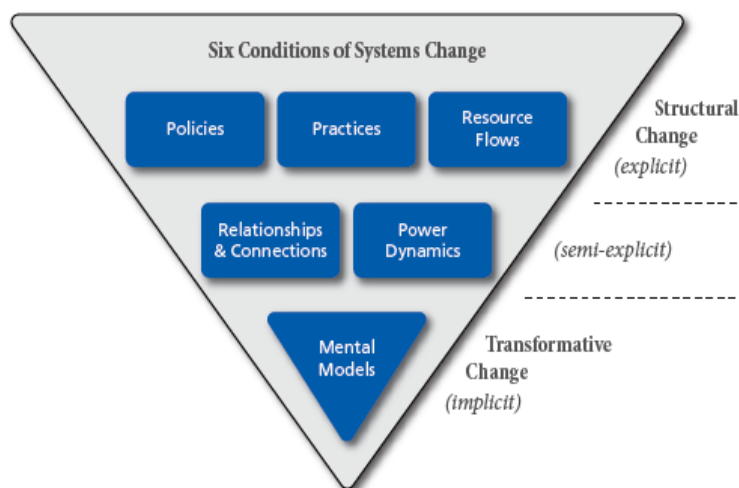 Six Conditions of Systems Change
Policies
Practices
Resource
Flows
Structural
Change
(explicit)
Relationships
& Connections
Power
Dynamics
(semi-explicit)
Mental
Models
Transformative
Change
(implicit)